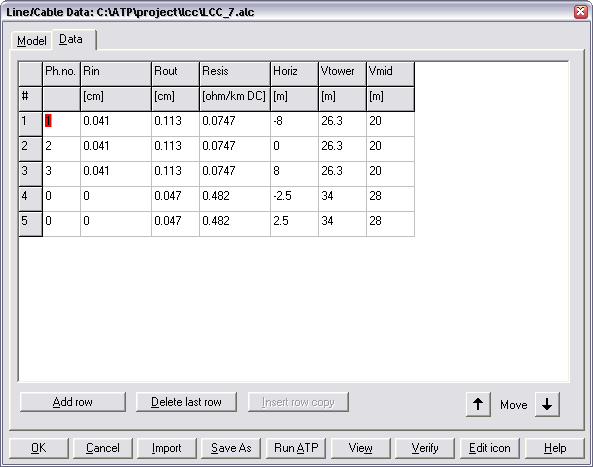 Line/Cable Data: C:\ATP\project\lcc\LCC_7.alc
Model Data
Ph.no. Rin Rout Resis Horiz Vtower Vmid
# [cm] [cm] [ohm/km DC] [m] [m] [m]
1 1 0.041 0.113 0.0747 -8 26.3 20
2 2 0.041 0.113 0.0747 0 26.3 20
3 3 0.041 0.113 0.0747 8 26.3 20
4 0 0 0.047 0.482 -2.5 34 28
5 0 0 0.047 0.482 2.5 34 28
Add row Delete last row Insert row copy Move
OK Cancel Import Save As Run ATP View Verify Edit icon Help